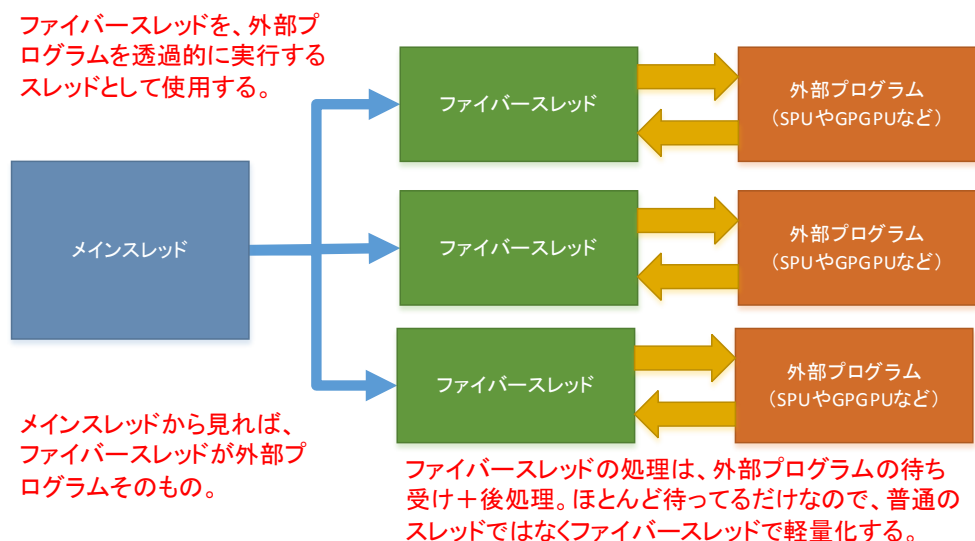 ファイバースレッドを、外部プ
ログラムを透過的に実行する
スレッドとして使用する。
メインスレッド
ファイバースレッド
外部プログラム
(SPUやGPGPUなど)
ファイバースレッド
外部プログラム
(SPUやGPGPUなど)
ファイバースレッド
外部プログラム
(SPUやGPGPUなど)
メインスレッドから見れば、
ファイバースレッドが外部プ
ログラムそのもの。
ファイバースレッドの処理は、外部プログラムの待ち
受け+後処理。ほとんど待ってるだけなので、普通の
スレッドではなくファイバースレッドで軽量化する。